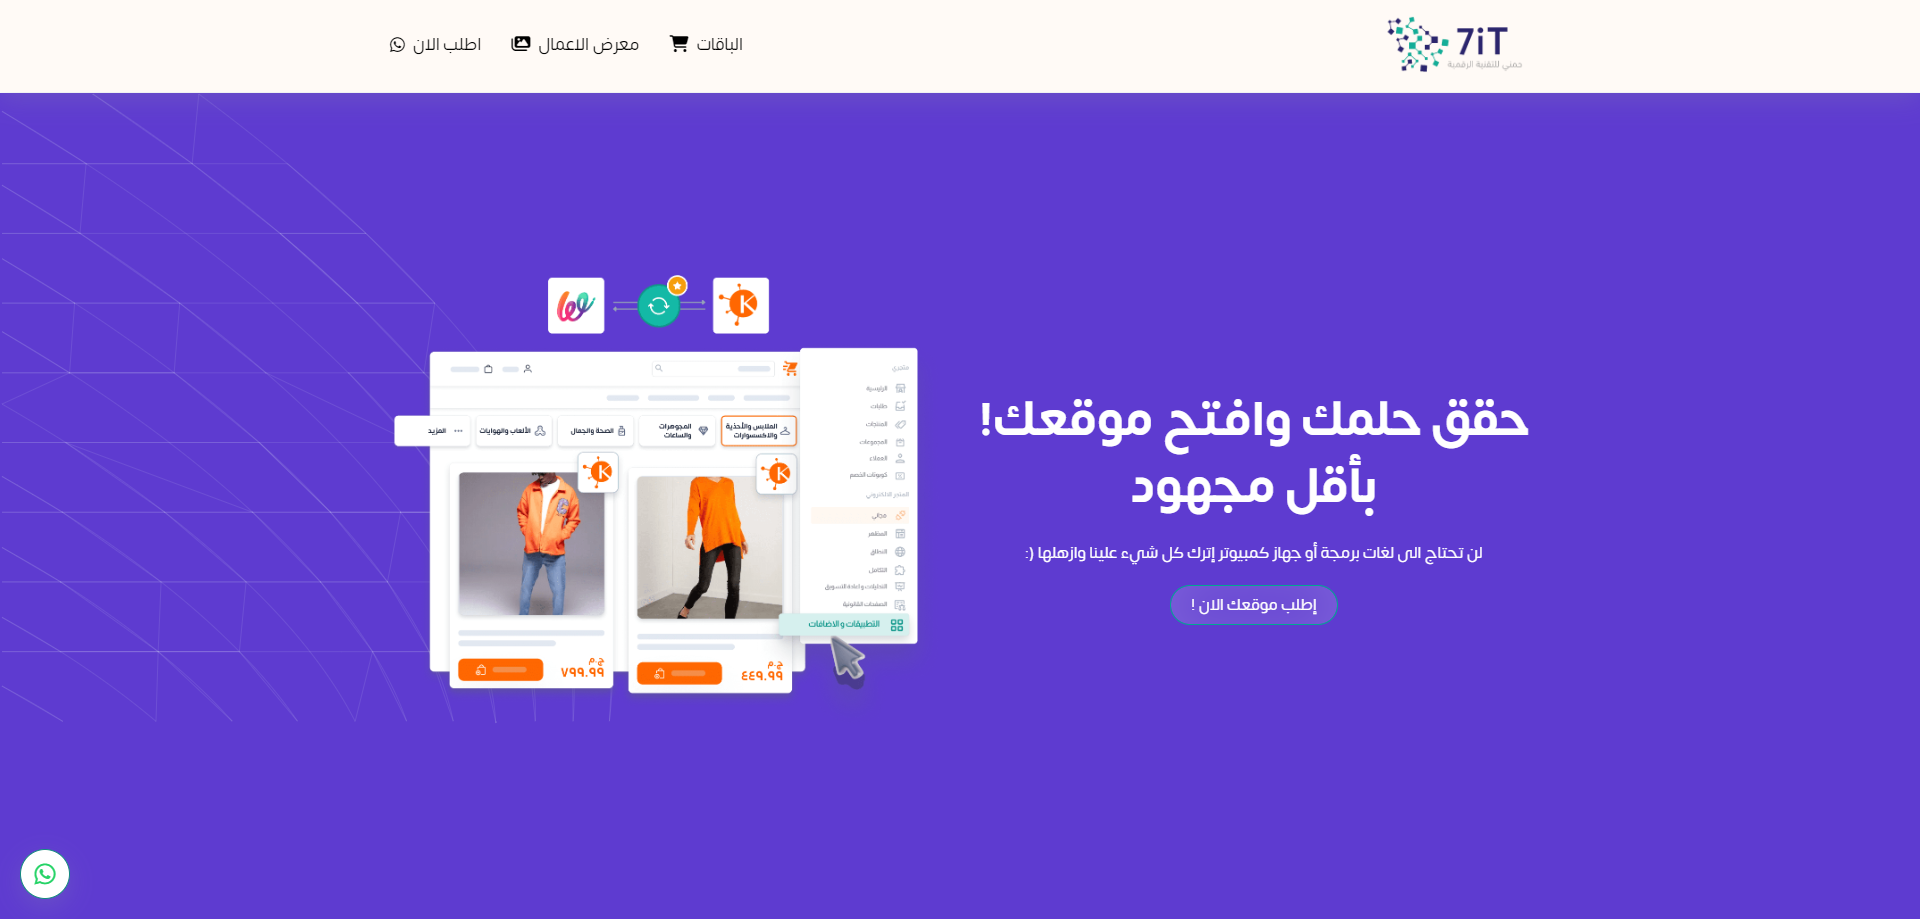 7iT
حمني للتقنية الرقمية
الباقات
معرض الاعمال
اطلب الان
حقق حلمك وافتح موقعك!
بأقل مجهود
لن تحتاج الى لغات برمجة أو جهاز كمبيوتر إترك كل شيء علينا وازهلها (:
إطلب موقعك الان !
K
متجري
الرئيسية
طلبات
المنتجات
المجموعات
العملاء
كوبونات الخصم
المتجر الالكتروني
مجاني
المظهر
النطاق
التكامل
التحليلات و اعادة التسويق
الصفحات القانونية
التطبيقات و الاضافات
الملابس والأحذية
والاكسسوارات
المجوهرات
والساعات
الصحة والجمال
الألعاب والهوايات
المزيد
K
K
ج.م
٤٤٩.٩٩
ج.م
٧٩٩.٩٩